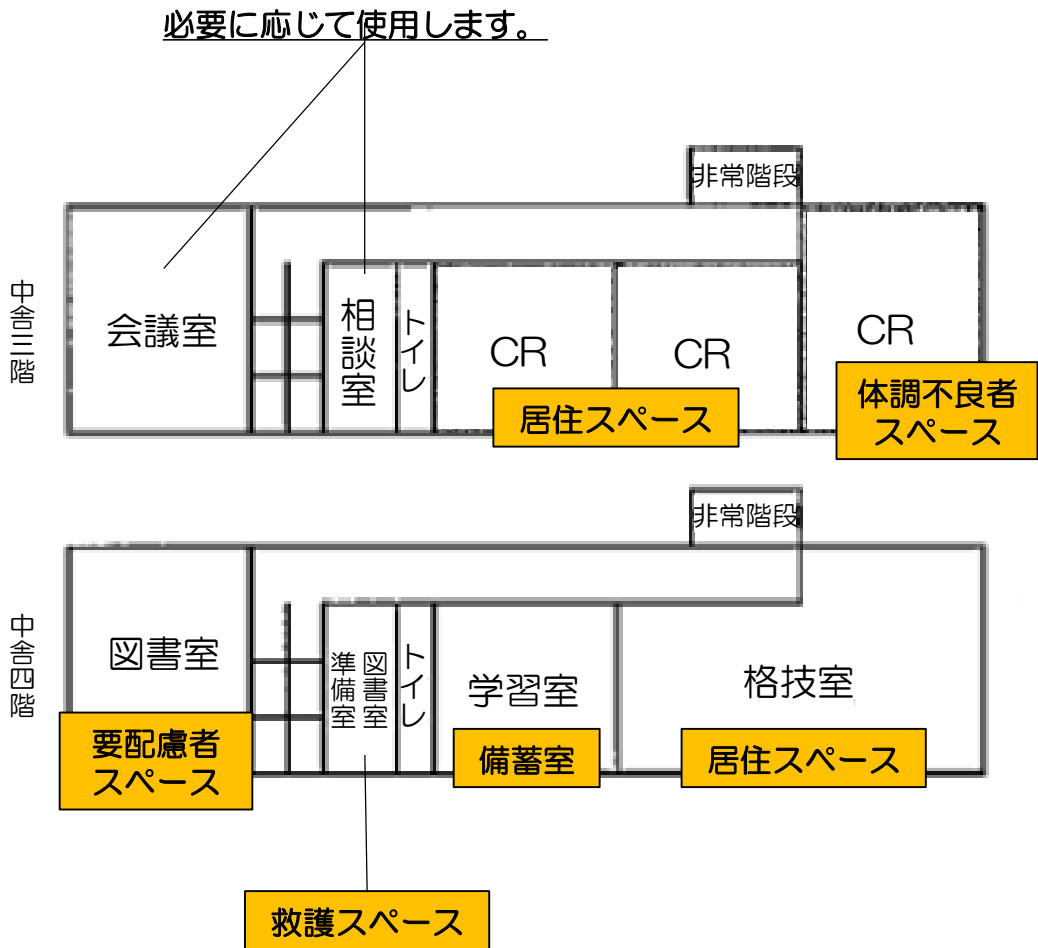 必要に応じて使用します。
非常階段
中舎三階
会議室
相談室
トイレ
CR
CR
CR
居住スペース
体調不良者
スペース
非常階段
中舎四階
図書室
図書室
準備室
トイレ
学習室
格技室
要配慮者
スペース
備蓄室
居住スペース
救護スペース